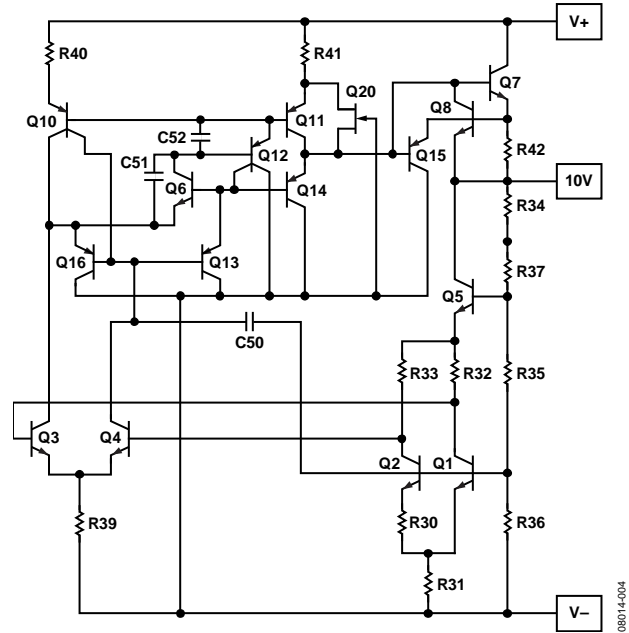 V+
R40
R41
Q20
Q7
Q8
Q10
Q11
C52
Q12
Q15
R42
C51
Q6
Q14
10V
R34
Q16
Q13
R37
Q5
C50
R33
R32
R35
Q3
Q4
Q2
Q1
R39
R30
R36
R31
V–
08014-004